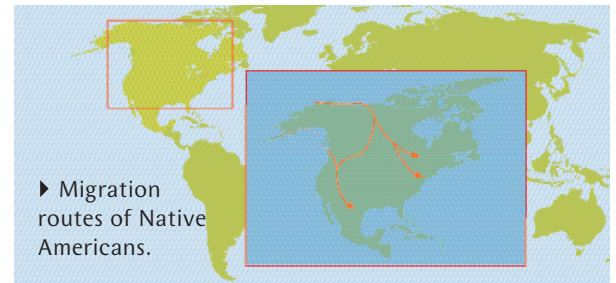 ▶ Migration
routes of Native
Americans.